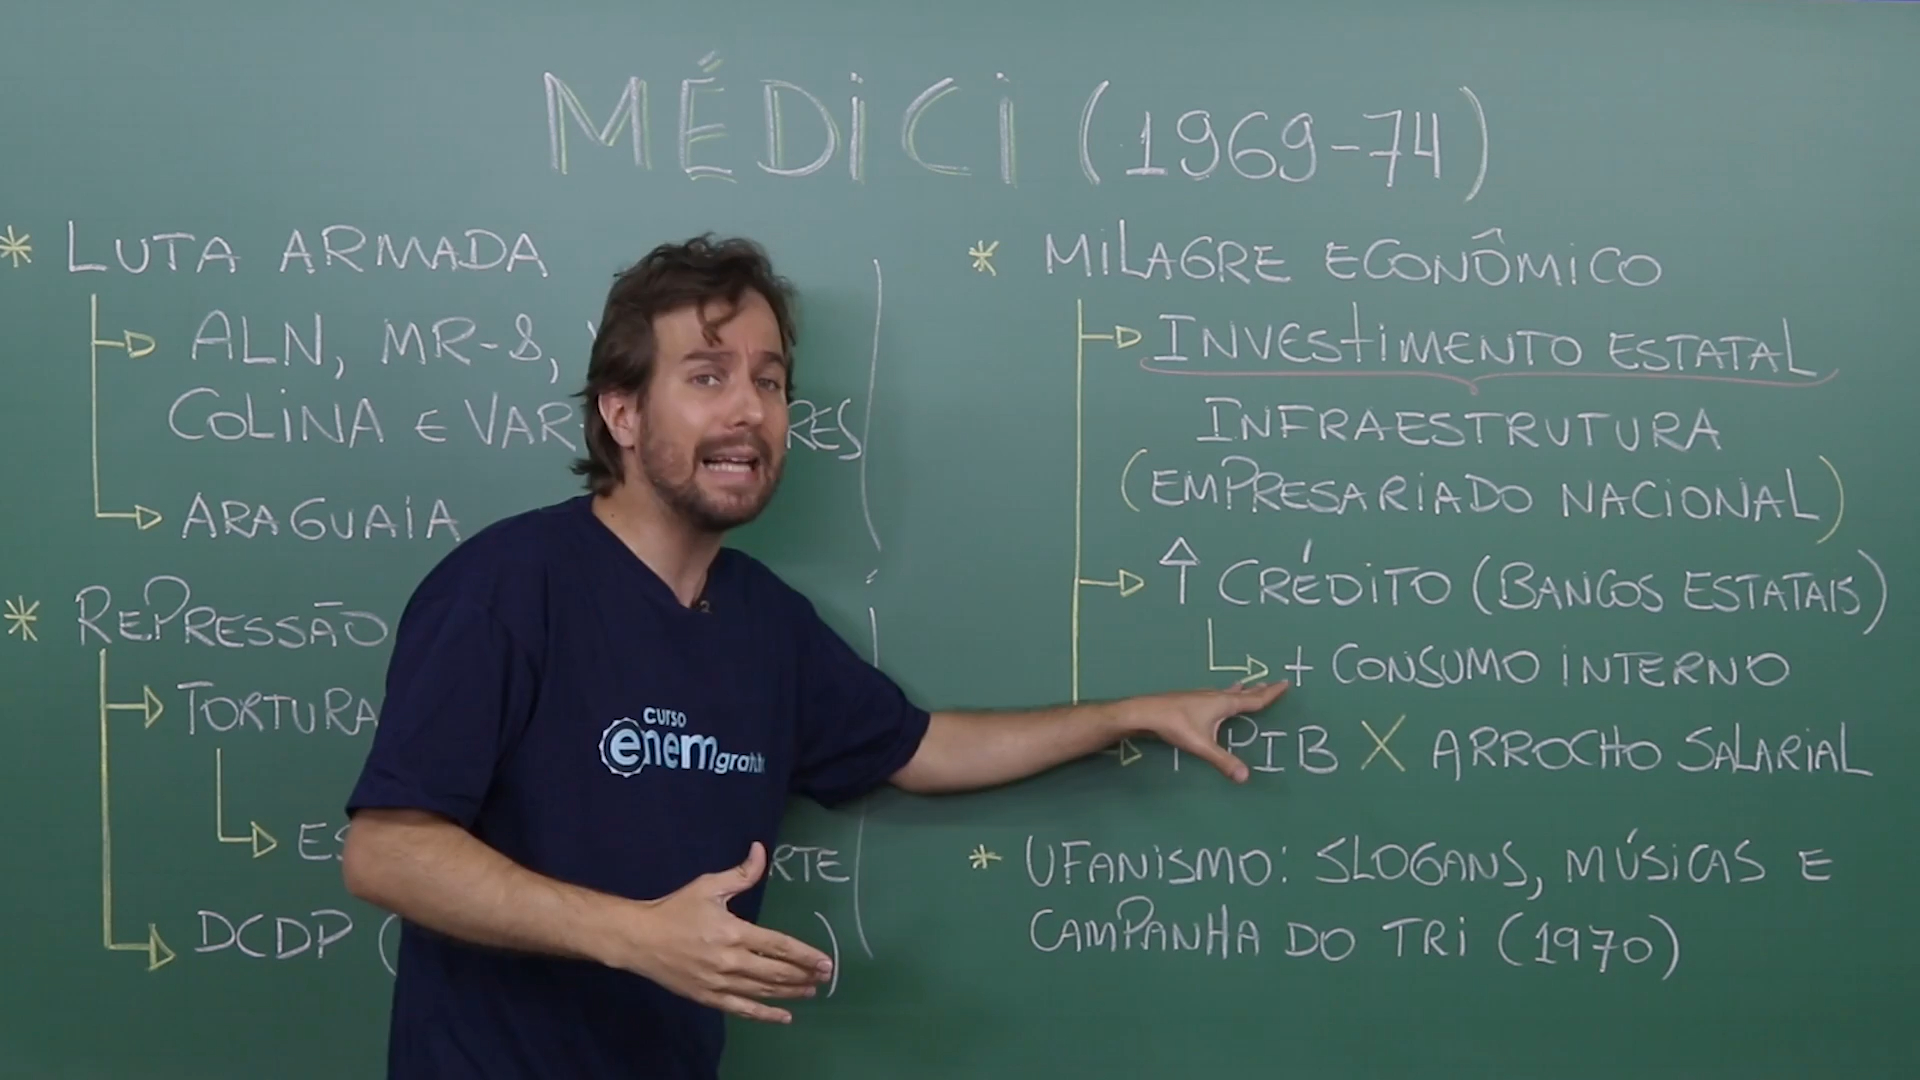 MÉDICI (1969-74)
* LUTA ARMADA
ALN, MR-8,
COLINA E VAR-
ARAGUAIA
* REPRESSÃO
TORTURA
DCDP (
* MILAGRE ECONÔMICO
INVESTIMENTO ESTATAL
INFRAESTRUTURA
(EMPRESARIADO NACIONAL)
↑ CRÉDITO (BANCOS ESTATAIS)
+ CONSUMO INTERNO
PIB X ARROCHO SALARIAL
* UFANISMO: SLOGANS, MÚSICAS E
CAMPANHA DO TRI (1970)
curso
enem gratuito